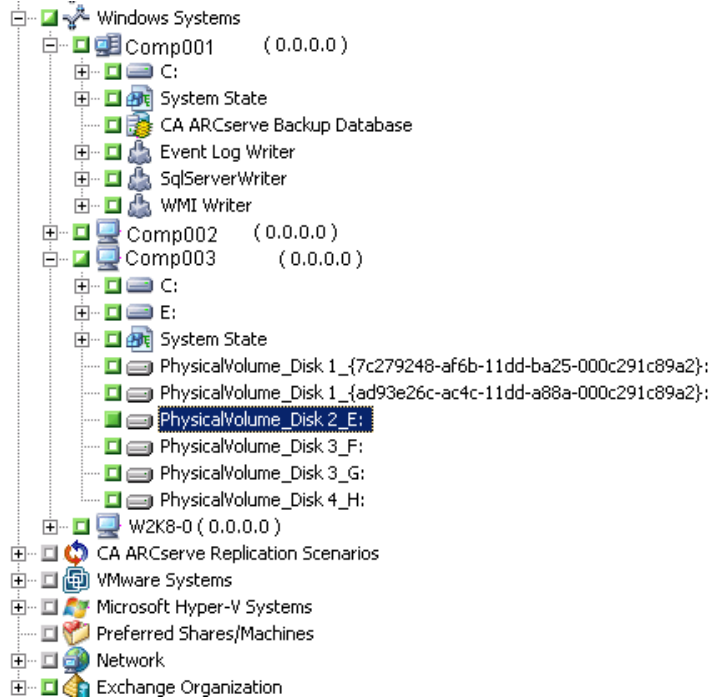 Windows Systems
Comp001 ( 0.0.0.0 )
C:
System State
CA ARCserve Backup Database
Event Log Writer
SqlServerWriter
WMI Writer
Comp002 ( 0.0.0.0 )
Comp003 ( 0.0.0.0 )
C:
E:
System State
PhysicalVolume_Disk 1_{7c279248-af6b-11dd-ba25-000c291c89a2}:
PhysicalVolume_Disk 1_{ad93e26c-ac4c-11dd-a88a-000c291c89a2}:
PhysicalVolume_Disk 2_E:
PhysicalVolume_Disk 3_F:
PhysicalVolume_Disk 3_G:
PhysicalVolume_Disk 4_H:
W2K8-0 ( 0.0.0.0 )
CA ARCserve Replication Scenarios
VMware Systems
Microsoft Hyper-V Systems
Preferred Shares/Machines
Network
Exchange Organization